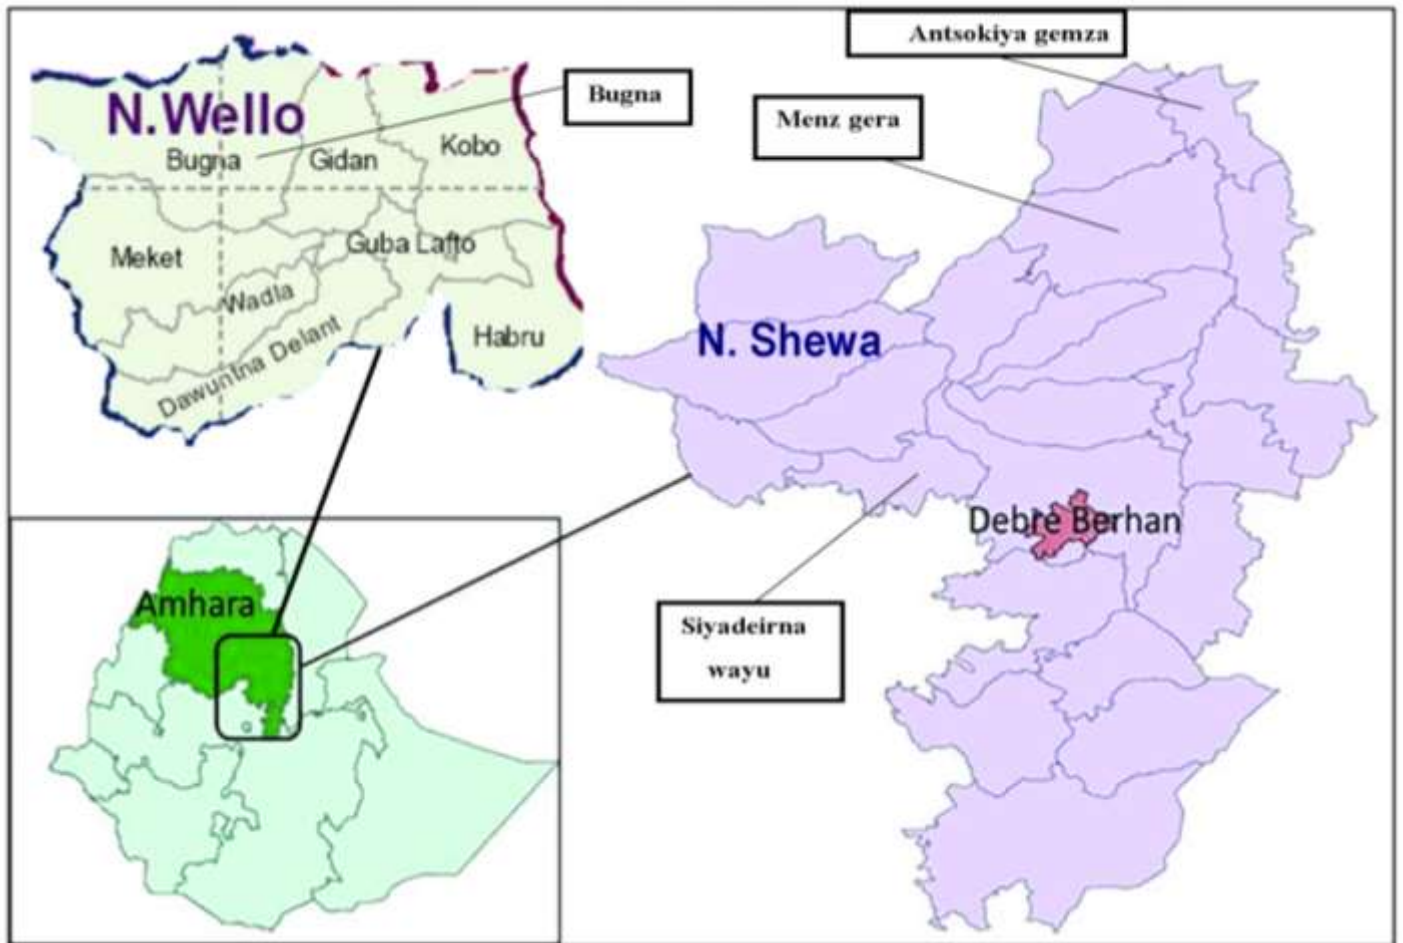 Antsokiya gemza
Bugna
Menz gera
N.Wello
Bugna
Gidan
Kobo
Meket
Guba Lafto
Wadla
Dawuntna Delant
Habru
N. Shewa
Debre Berhan
Amhara
Siyadeirna
wayu